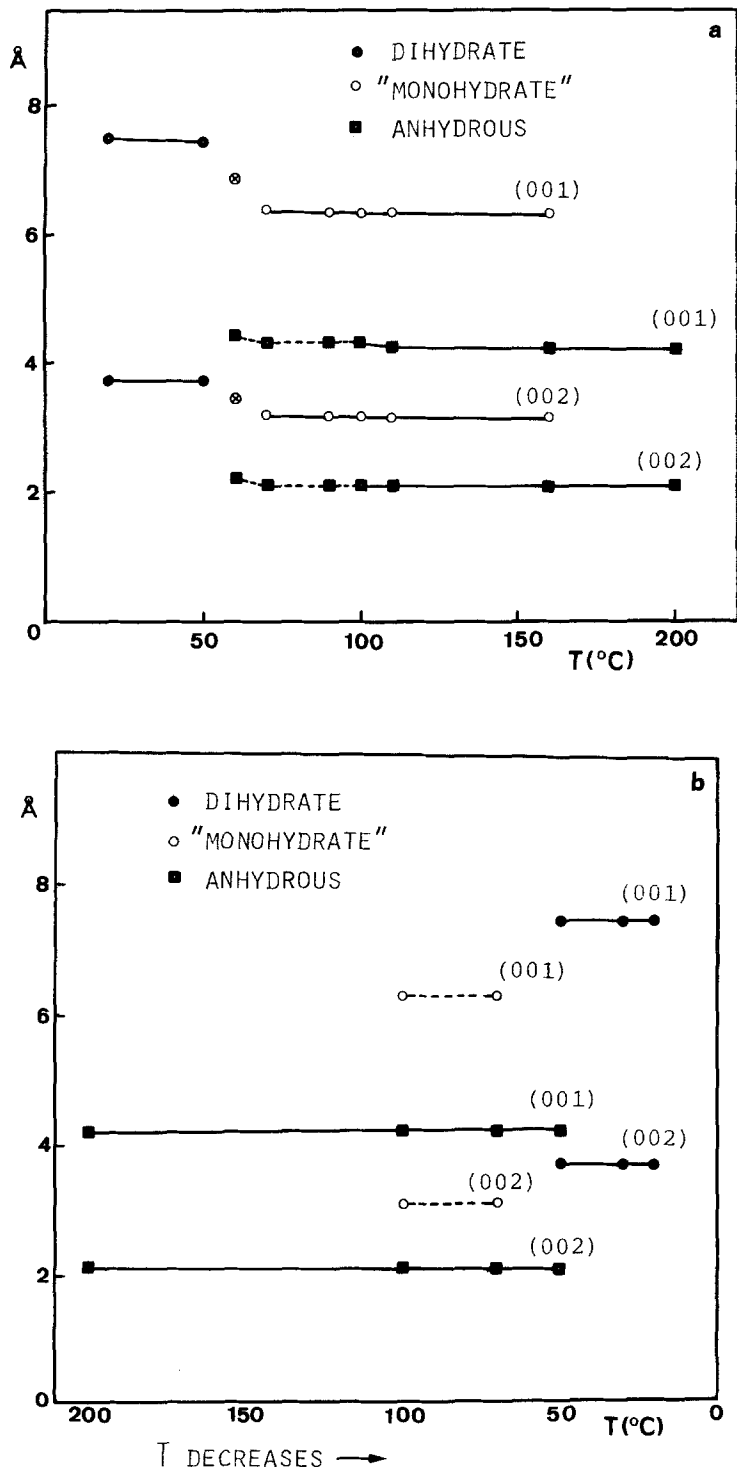 a
Å
DIHYDRATE
"MONOHYDRATE"
ANHYDROUS
8
(001)
6
(001)
4
(002)
(002)
2
0
50
100
150
200
T(°C)
b
Å
DIHYDRATE
"MONOHYDRATE"
ANHYDROUS
8
(001)
(001)
6
(001)
4
(002)
(002)
(002)
2
0
200
150
100
50
T(°C)
0
T DECREASES →